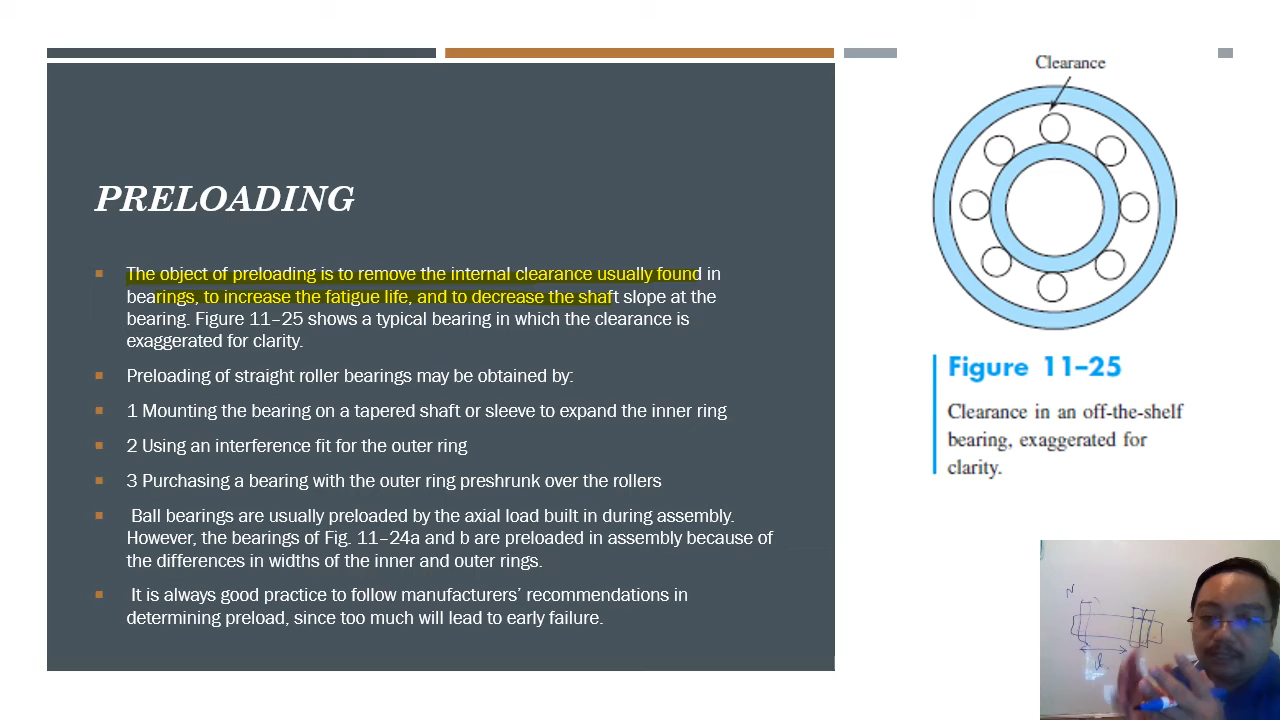 PRELOADING
The object of preloading is to remove the internal clearance usually found in
bearings, to increase the fatigue life, and to decrease the shaft slope at the
bearing. Figure 11–25 shows a typical bearing in which the clearance is
exaggerated for clarity.
Preloading of straight roller bearings may be obtained by:
1 Mounting the bearing on a tapered shaft or sleeve to expand the inner ring
2 Using an interference fit for the outer ring
3 Purchasing a bearing with the outer ring preshrunk over the rollers
Ball bearings are usually preloaded by the axial load built in during assembly.
However, the bearings of Fig. 11–24a and b are preloaded in assembly because of
the differences in widths of the inner and outer rings.
It is always good practice to follow manufacturers’ recommendations in
determining preload, since too much will lead to early failure.
Clearance
Figure 11–25
Clearance in an off-the-shelf
bearing, exaggerated for
clarity.
N